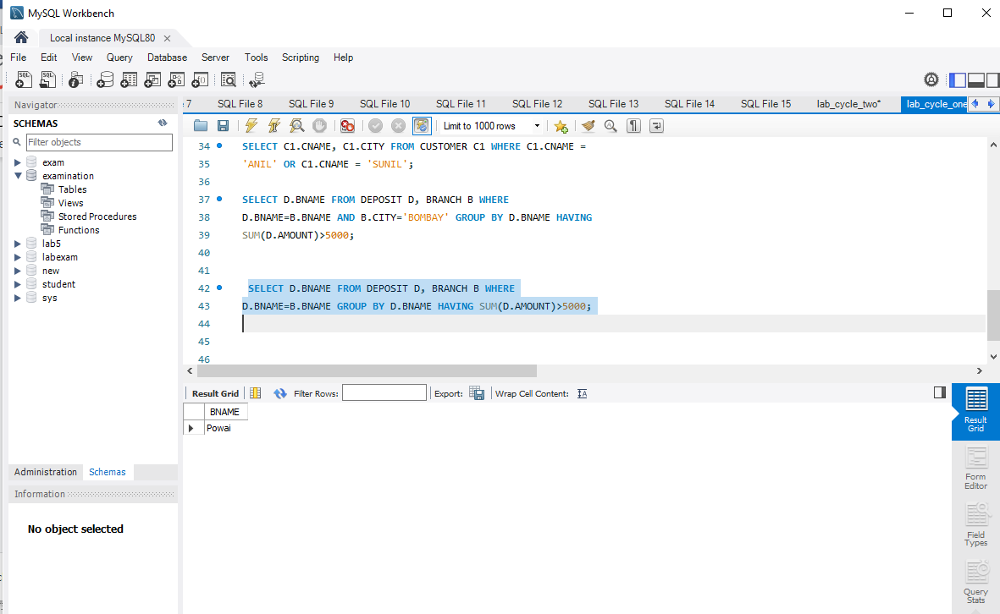 MySQL Workbench
Local instance MySQL80
File Edit View Query Database Server Tools Scripting Help
Navigator
7 SQL File 8 SQL File 9 SQL File 10 SQL File 11 SQL File 12 SQL File 13 SQL File 14 SQL File 15 lab_cycle_two* lab_cycle_one
SCHEMAS
Limit to 1000 rows
Filter objects
exam
examination
Tables
Views
Stored Procedures
Functions
lab5
labexam
new
student
sys
34 SELECT C1.CNAME, C1.CITY FROM CUSTOMER C1 WHERE C1.CNAME =
35 'ANIL' OR C1.CNAME = 'SUNIL';
36
37 SELECT D.BNAME FROM DEPOSIT D, BRANCH B WHERE
38 D.BNAME=B.BNAME AND B.CITY='BOMBAY' GROUP BY D.BNAME HAVING
39 SUM(D.AMOUNT)>5000;
40
41
42 SELECT D.BNAME FROM DEPOSIT D, BRANCH B WHERE
43 D.BNAME=B.BNAME GROUP BY D.BNAME HAVING SUM(D.AMOUNT)>5000;
44
45
46
Result Grid Filter Rows: Export: Wrap Cell Content:
BNAME
Powai
Result
Grid
Form
Editor
Field
Types
Query
Stats
Administration Schemas
Information
No object selected